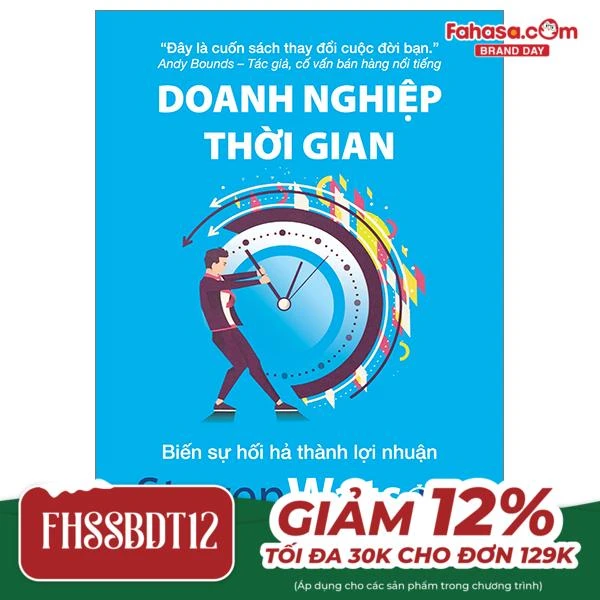 Fahasa.com
BRAND DAY
“Đây là cuốn sách thay đổi cuộc đời bạn.”
Andy Bounds – Tác giả, cố vấn bán hàng nổi tiếng
DOANH NGHIỆP
THỜI GIAN
Biến sự hối hả thành lợi nhuận
FHSSBDT12
GIẢM 12%
TỐI ĐA 30K CHO ĐƠN 129K
(Áp dụng cho các sản phẩm trong chương trình)